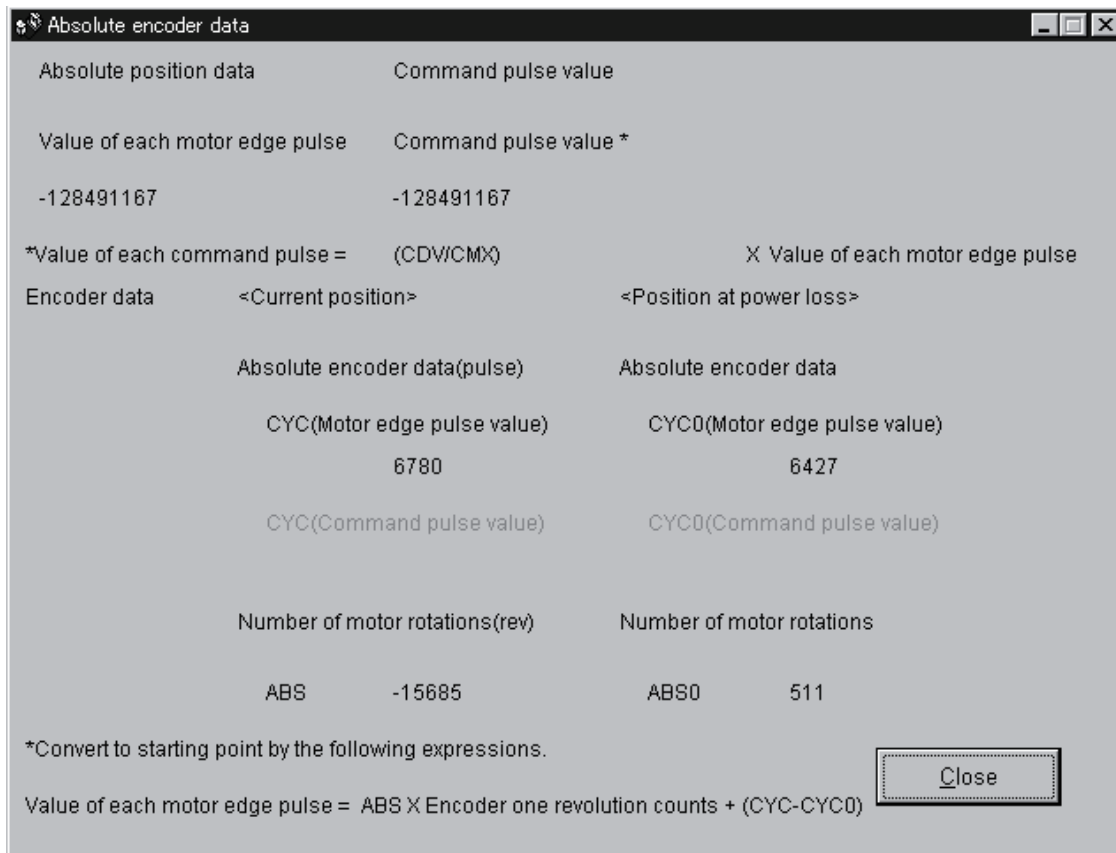 Absolute encoder data
Absolute position data Command pulse value
Value of each motor edge pulse Command pulse value *
-128491167 -128491167
*Value of each command pulse = (CDV/CMX) X Value of each motor edge pulse
Encoder data <Current position> <Position at power loss>
Absolute encoder data(pulse) Absolute encoder data
CYC(Motor edge pulse value) CYC0(Motor edge pulse value)
6780 6427
CYC(Command pulse value) CYC0(Command pulse value)
Number of motor rotations(rev) Number of motor rotations
ABS -15685 ABS0 511
*Convert to starting point by the following expressions.
Close
Value of each motor edge pulse = ABS X Encoder one revolution counts + (CYC-CYC0)